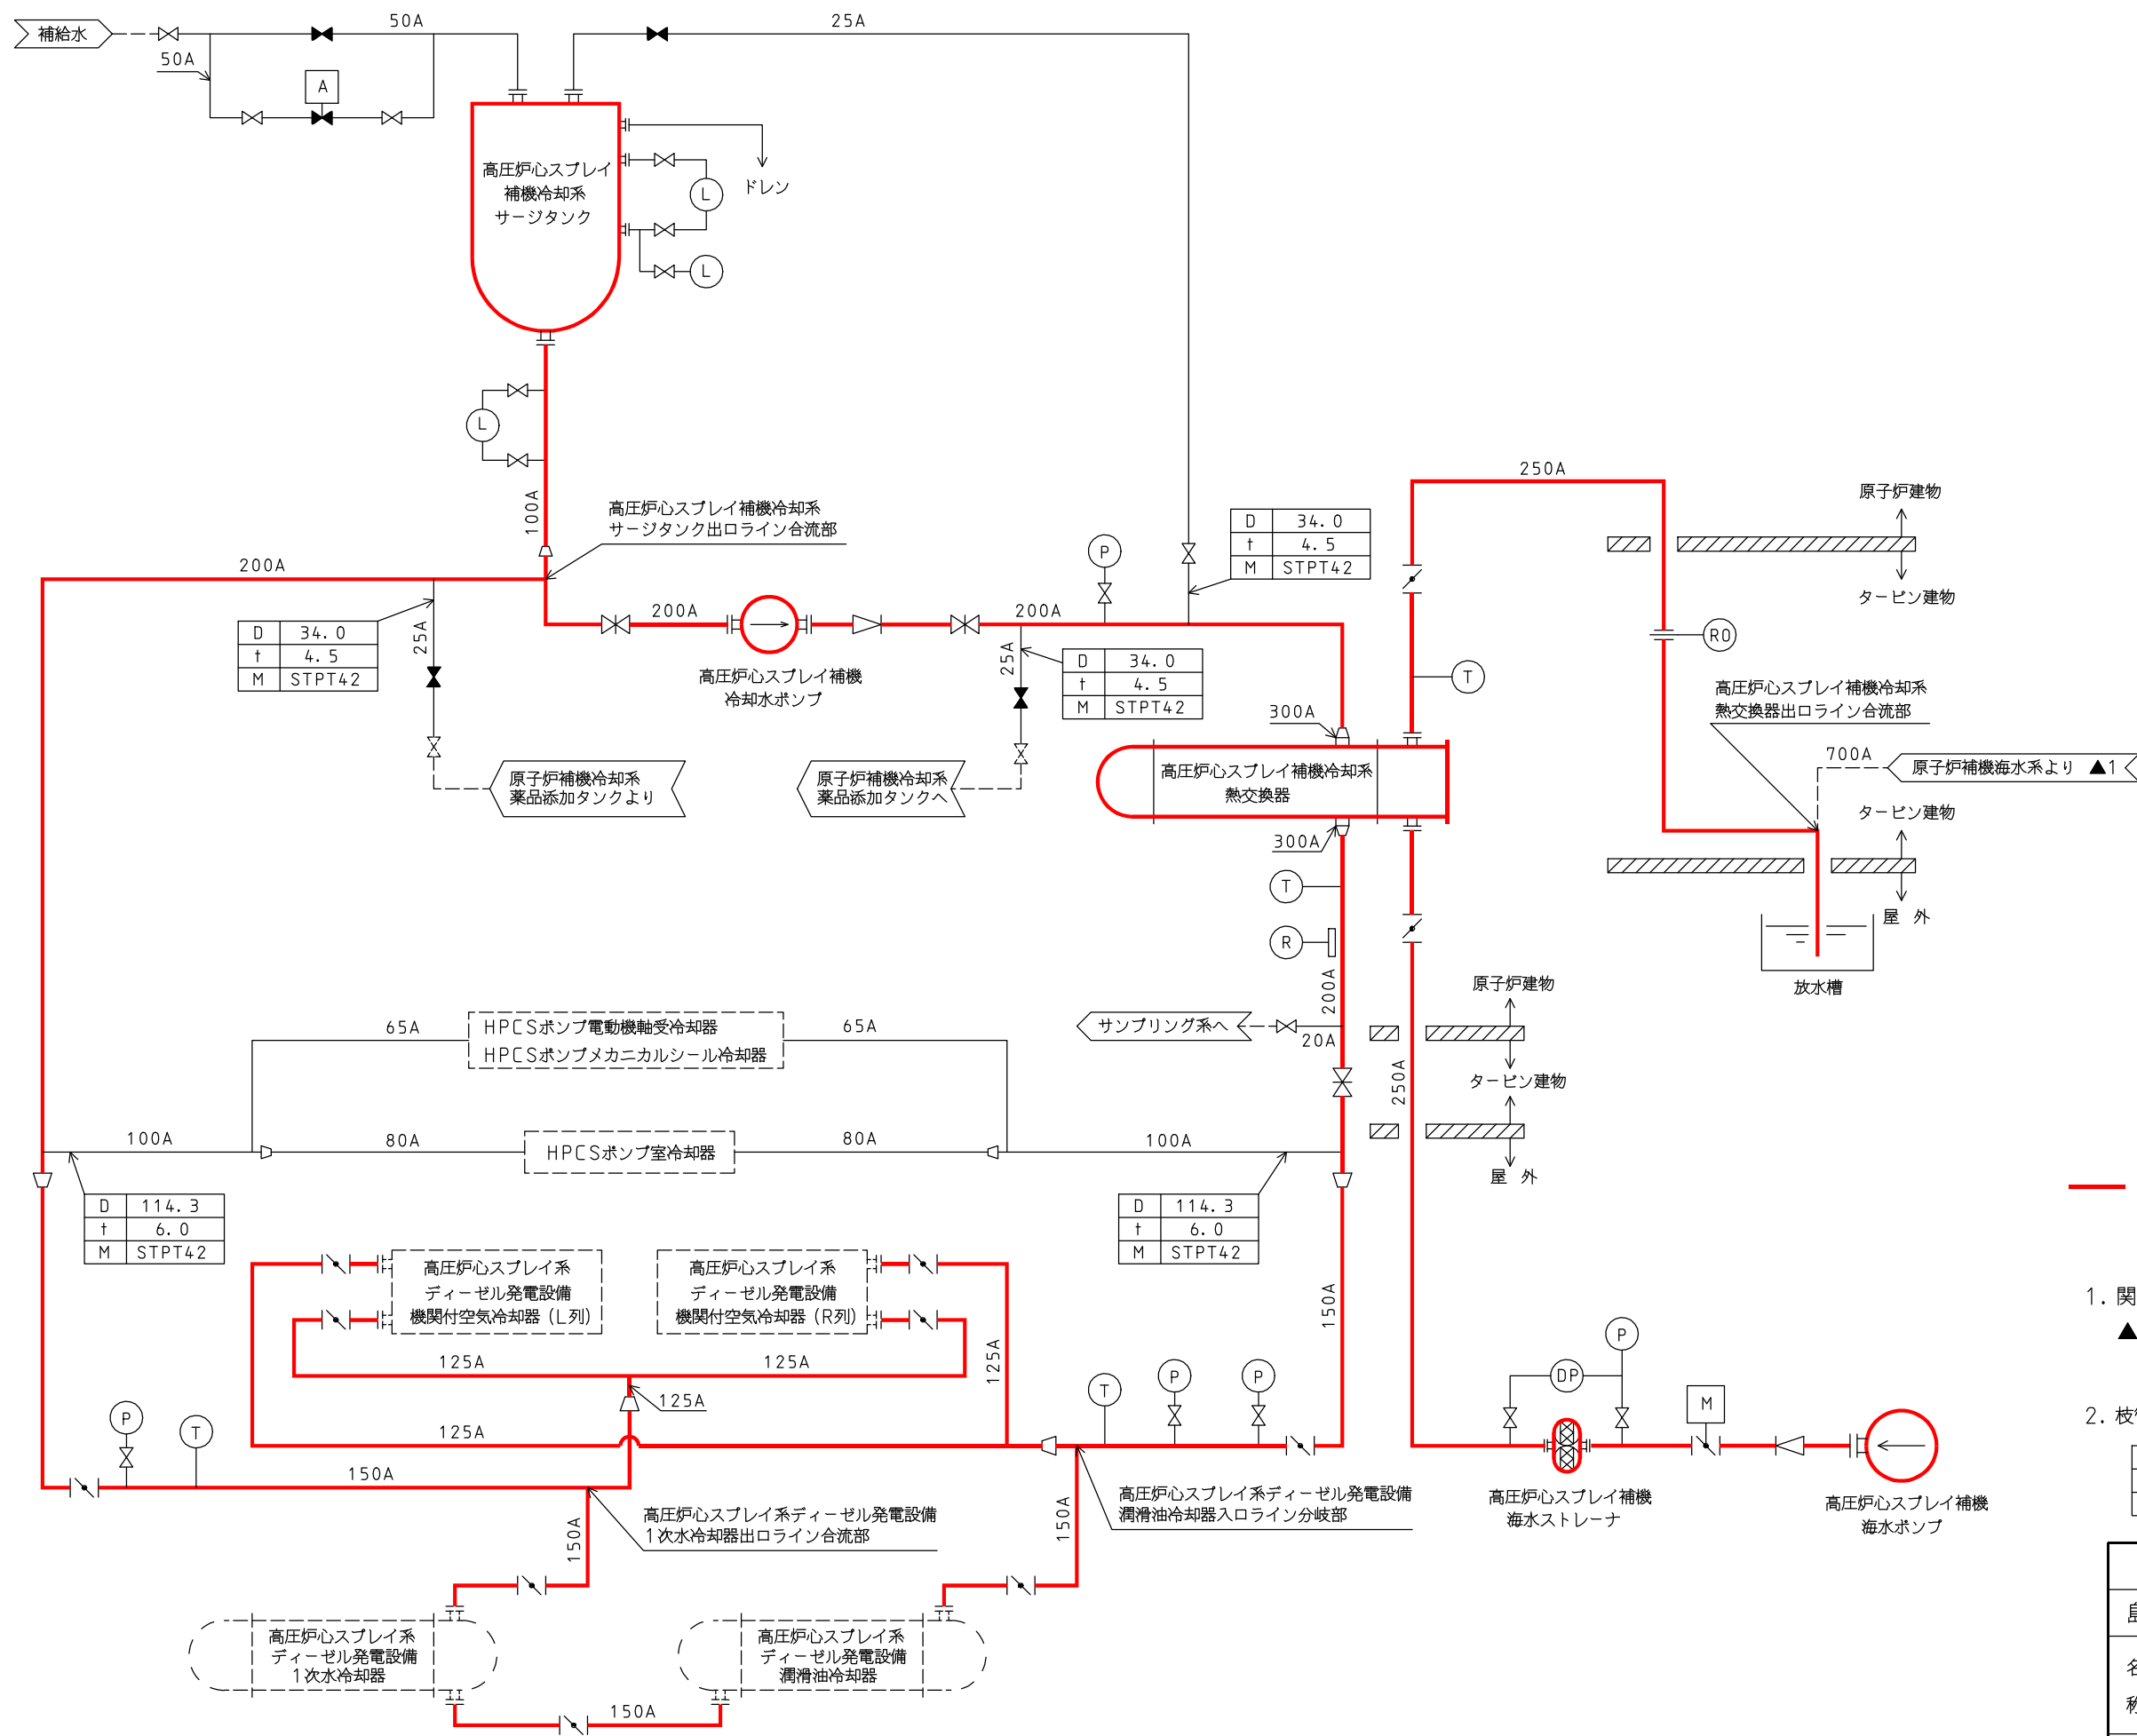 補給水
50A
50A
A
25A
高圧炉心スプレイ
補機冷却系
サージタンク
ドレン
L
L
L
100A
高圧炉心スプレイ補機冷却系
サージタンク出口ライン合流部
200A
D 34.0
t 4.5
M STPT42
25A
200A
高圧炉心スプレイ補機
冷却水ポンプ
200A
P
D 34.0
t 4.5
M STPT42
25A
D 34.0
t 4.5
M STPT42
原子炉補機冷却系
薬品添加タンクより
原子炉補機冷却系
薬品添加タンクへ
300A
高圧炉心スプレイ補機冷却系
熱交換器
300A
T
R
200A
250A
T
RO
原子炉建物
タービン建物
高圧炉心スプレイ補機冷却系
熱交換器出口ライン合流部
700A
原子炉補機海水系より ▲1
タービン建物
屋 外
放水槽
サンプリング系へ
20A
250A
原子炉建物
タービン建物
屋 外
65A
HPCSポンプ電動機軸受冷却器
HPCSポンプメカニカルシール冷却器
65A
100A
80A
HPCSポンプ室冷却器
80A
100A
D 114.3
t 6.0
M STPT42
D 114.3
t 6.0
M STPT42
高圧炉心スプレイ系
ディーゼル発電設備
機関付空気冷却器(L列)
高圧炉心スプレイ系
ディーゼル発電設備
機関付空気冷却器(R列)
125A
125A
125A
125A
125A
150A
P
T
150A
T
P
P
150A
高圧炉心スプレイ系ディーゼル発電設備
1次水冷却器出口ライン合流部
150A
高圧炉心スプレイ系ディーゼル発電設備
潤滑油冷却器入口ライン分岐部
DP
P
M
高圧炉心スプレイ補機
海水ストレーナ
高圧炉心スプレイ補機
海水ポンプ
高圧炉心スプレイ系
ディーゼル発電設備
1次水冷却器
高圧炉心スプレイ系
ディーゼル発電設備
潤滑油冷却器
150A
1. 関
▲
2. 枝